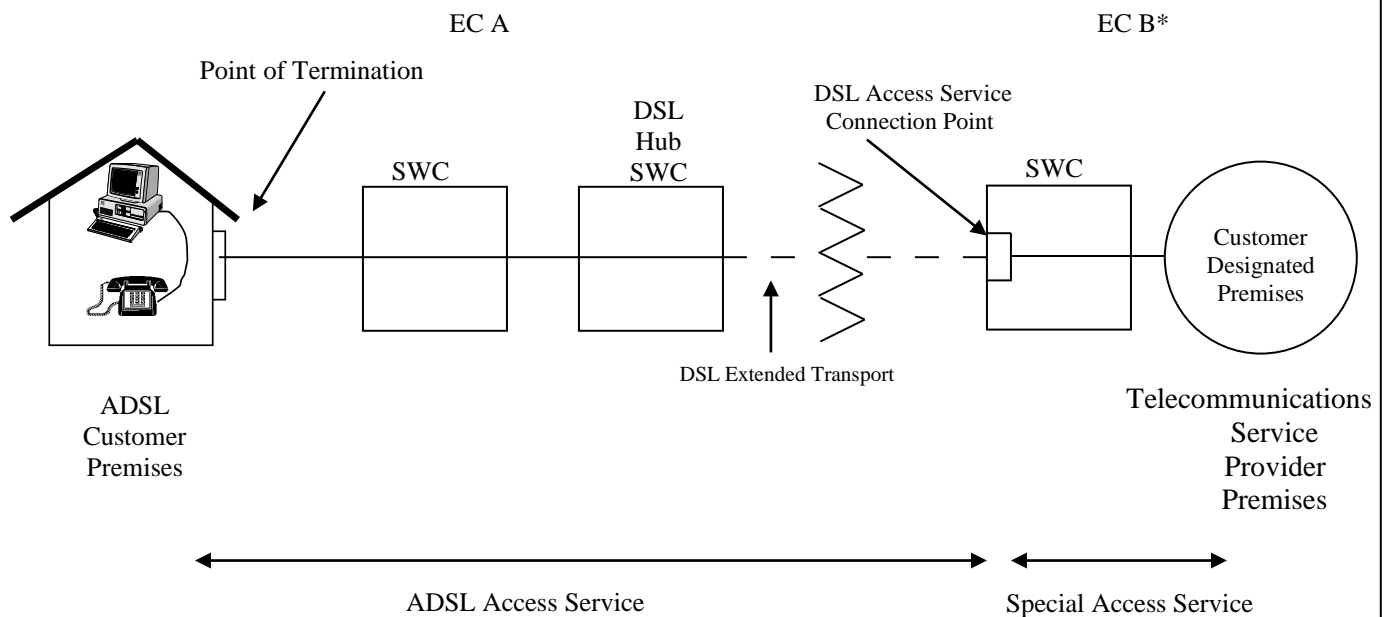 EC A
EC B*
Point of Termination
DSL Access Service
Connection Point
DSL
Hub
SWC
SWC
SWC
Customer
Designated
Premises
DSL Extended Transport
ADSL
Customer
Premises
Telecommunications
Service
Provider
Premises
ADSL Access Service
Special Access Service